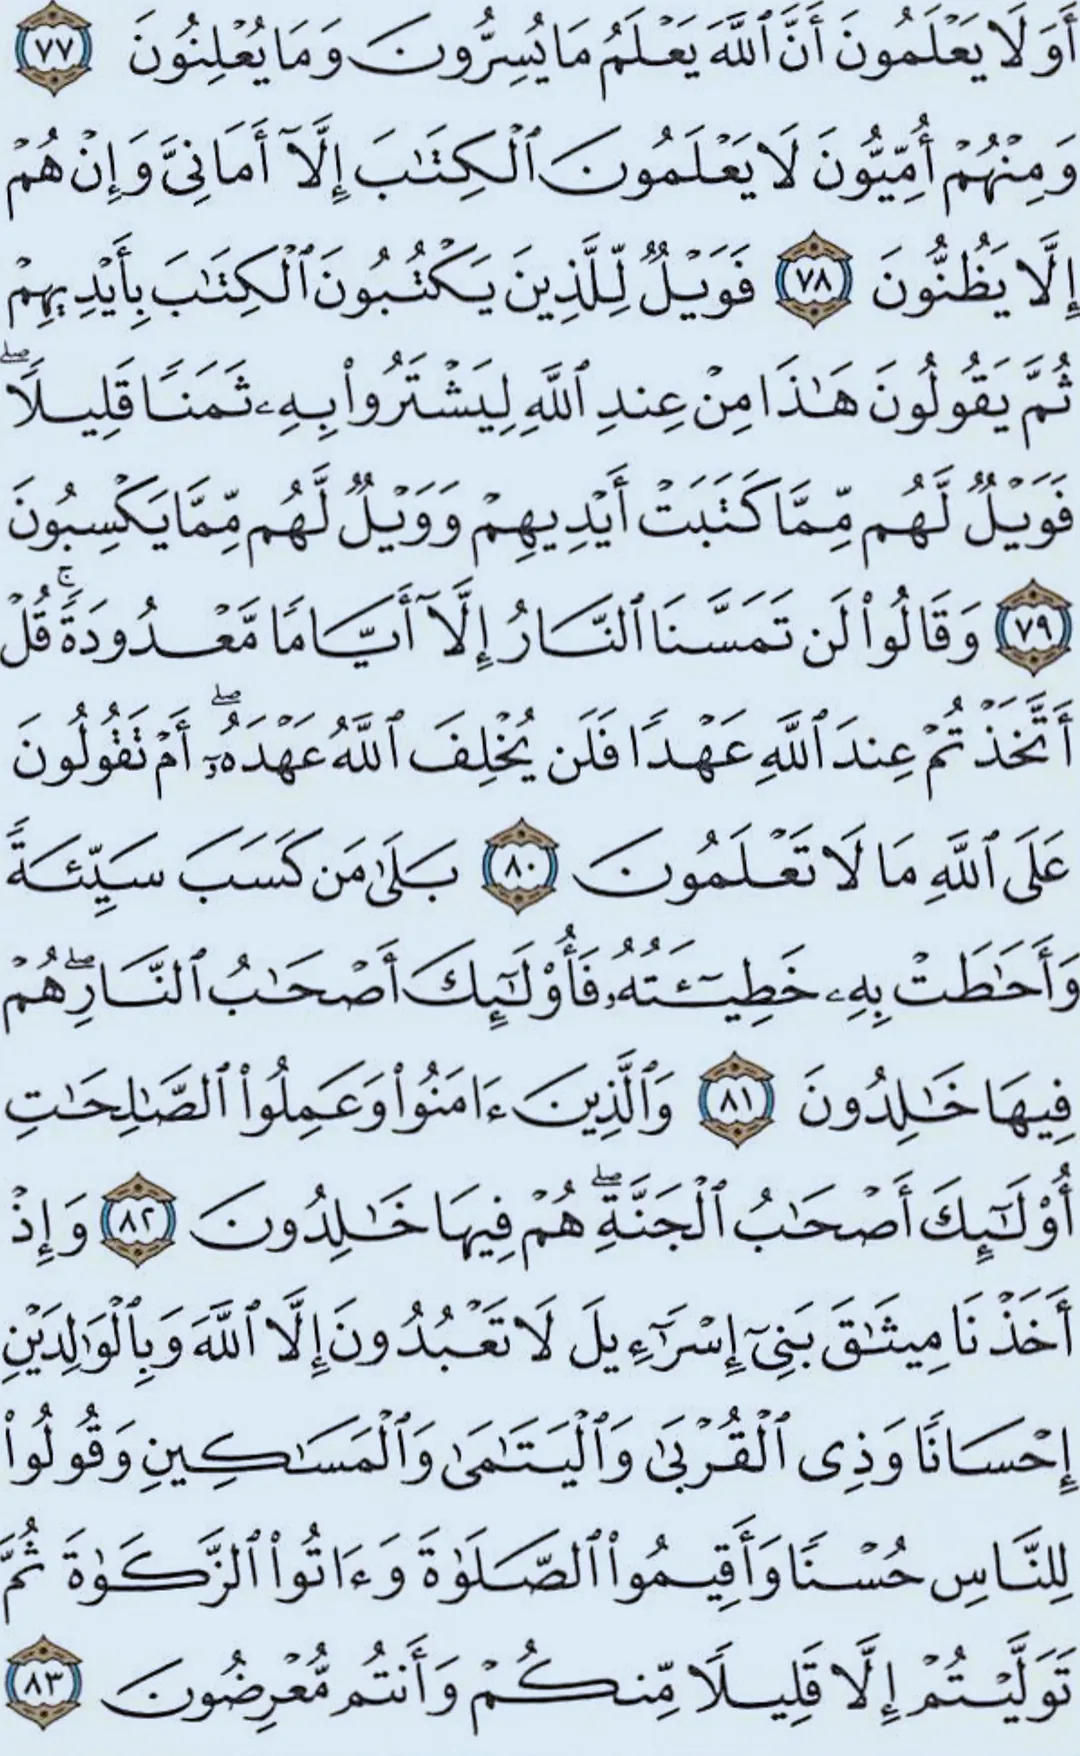 أَوَلَا يَعْلَمُونَ أَنَّ ٱللَّهَ يَعْلَمُ مَا يُسِرُّونَ وَمَا يُعْلِنُونَ ٧٧
وَمِنْهُمْ أُمِّيُّونَ لَا يَعْلَمُونَ ٱلْكِتَٰبَ إِلَّآ أَمَانِىَّ وَإِنْ هُمْ
إِلَّا يَظُنُّونَ ٧٨ فَوَيْلٌ لِّلَّذِينَ يَكْتُبُونَ ٱلْكِتَٰبَ بِأَيْدِيهِمْ
ثُمَّ يَقُولُونَ هَٰذَا مِنْ عِندِ ٱللَّهِ لِيَشْتَرُوا۟ بِهِۦ ثَمَنًا قَلِيلًا ۖ
فَوَيْلٌ لَّهُم مِّمَّا كَتَبَتْ أَيْدِيهِمْ وَوَيْلٌ لَّهُم مِّمَّا يَكْسِبُونَ
٧٩ وَقَالُوا۟ لَن تَمَسَّنَا ٱلنَّارُ إِلَّآ أَيَّامًا مَّعْدُودَةً ۚ قُلْ
أَتَّخَذْتُمْ عِندَ ٱللَّهِ عَهْدًا فَلَن يُخْلِفَ ٱللَّهُ عَهْدَهُۥٓ ۖ أَمْ تَقُولُونَ
عَلَى ٱللَّهِ مَا لَا تَعْلَمُونَ ٨٠ بَلَىٰ مَن كَسَبَ سَيِّئَةً
وَأَحَٰطَتْ بِهِۦ خَطِيٓـَٔتُهُۥ فَأُو۟لَٰٓئِكَ أَصْحَٰبُ ٱلنَّارِ ۖ هُمْ
فِيهَا خَٰلِدُونَ ٨١ وَٱلَّذِينَ ءَامَنُوا۟ وَعَمِلُوا۟ ٱلصَّٰلِحَٰتِ
أُو۟لَٰٓئِكَ أَصْحَٰبُ ٱلْجَنَّةِ ۖ هُمْ فِيهَا خَٰلِدُونَ ٨٢ وَإِذْ
أَخَذْنَا مِيثَٰقَ بَنِىٓ إِسْرَٰٓءِيلَ لَا تَعْبُدُونَ إِلَّا ٱللَّهَ وَبِٱلْوَٰلِدَيْنِ
إِحْسَانًا وَذِى ٱلْقُرْبَىٰ وَٱلْيَتَٰمَىٰ وَٱلْمَسَٰكِينِ وَقُولُوا۟
لِلنَّاسِ حُسْنًا وَأَقِيمُوا۟ ٱلصَّلَوٰةَ وَءَاتُوا۟ ٱلزَّكَوٰةَ ثُمَّ
تَوَلَّيْتُمْ إِلَّا قَلِيلًا مِّنكُمْ وَأَنتُم مُّعْرِضُونَ ٨٣